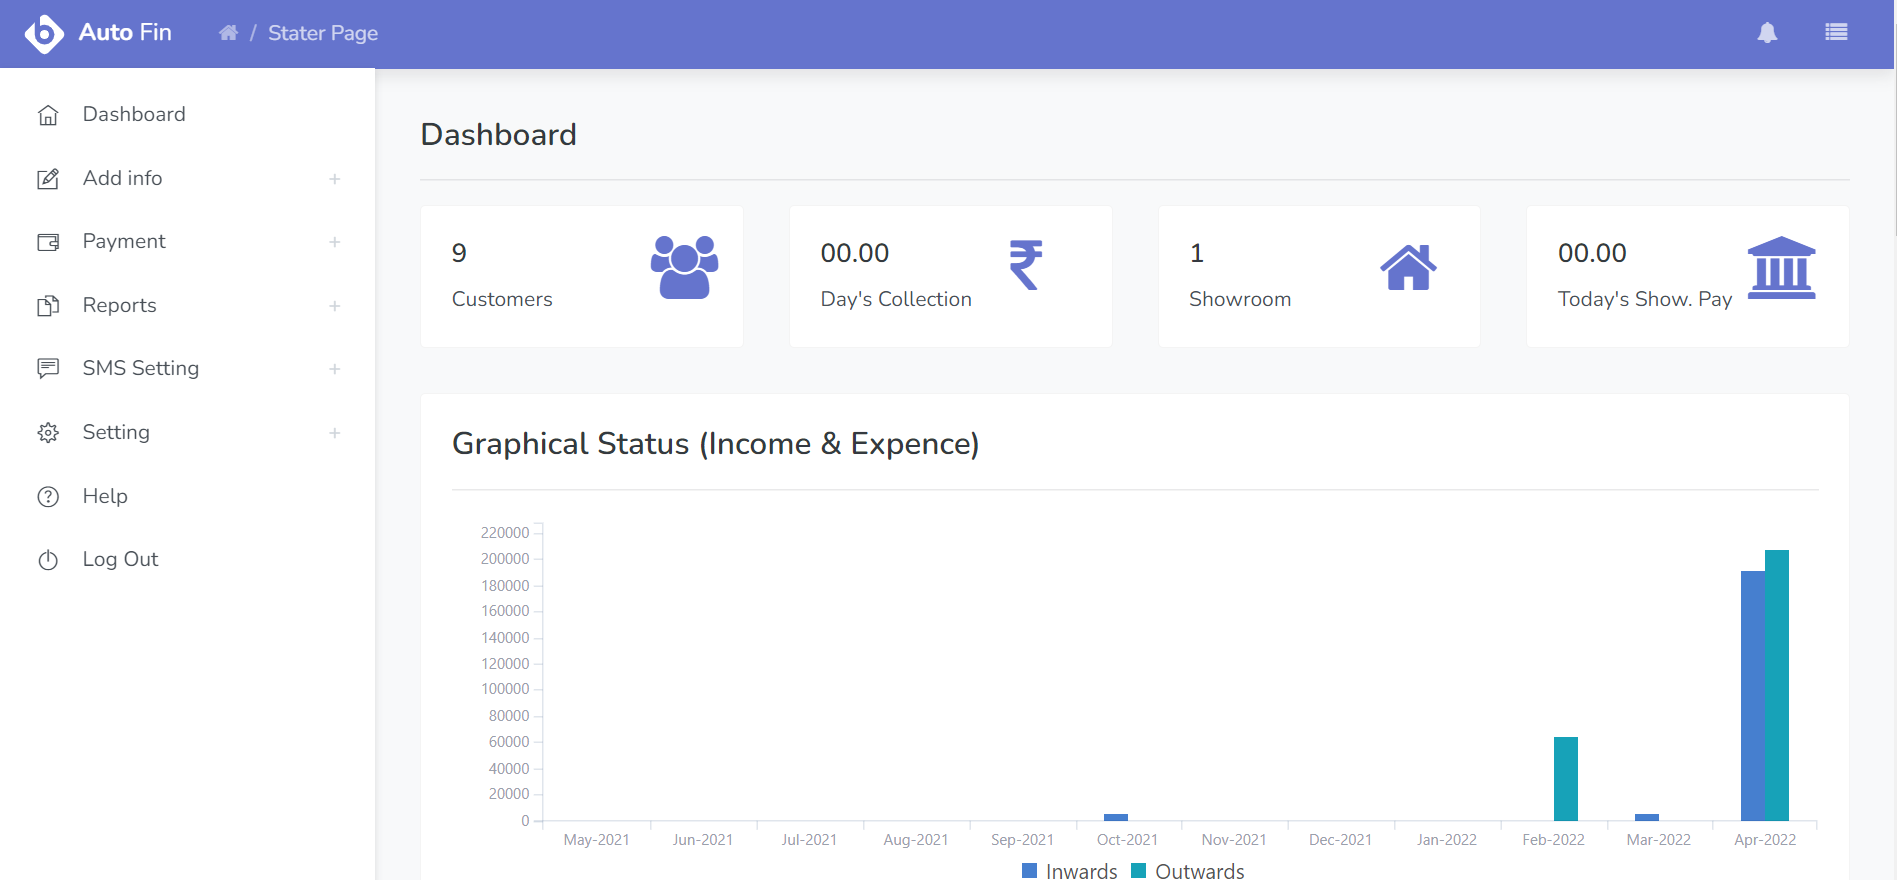 Auto Fin
/ Stater Page
Dashboard
Add info +
Payment +
Reports +
SMS Setting +
Setting +
Help
Log Out
Dashboard
9
Customers
00.00
Day's Collection
₹
1
Showroom
00.00
Today's Show. Pay
Graphical Status (Income & Expence)
220000
200000
180000
160000
140000
120000
100000
80000
60000
40000
20000
0
May-2021 Jun-2021 Jul-2021 Aug-2021 Sep-2021 Oct-2021 Nov-2021 Dec-2021 Jan-2022 Feb-2022 Mar-2022 Apr-2022
Inwards Outwards